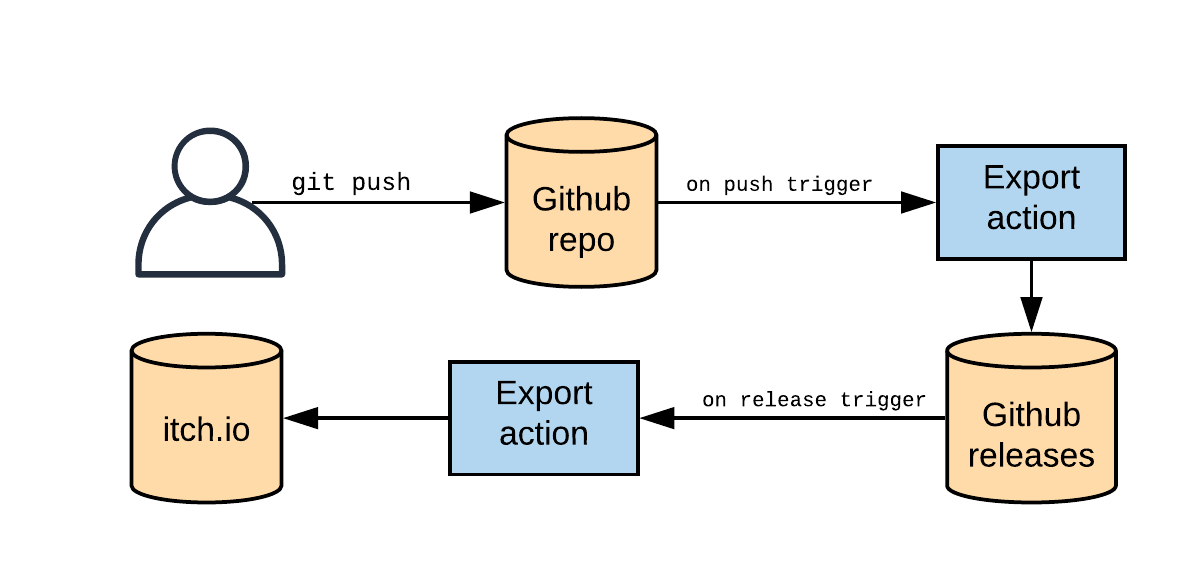 git push
Github
repo
on push trigger
Export
action
itch.io
Export
action
on release trigger
Github
releases